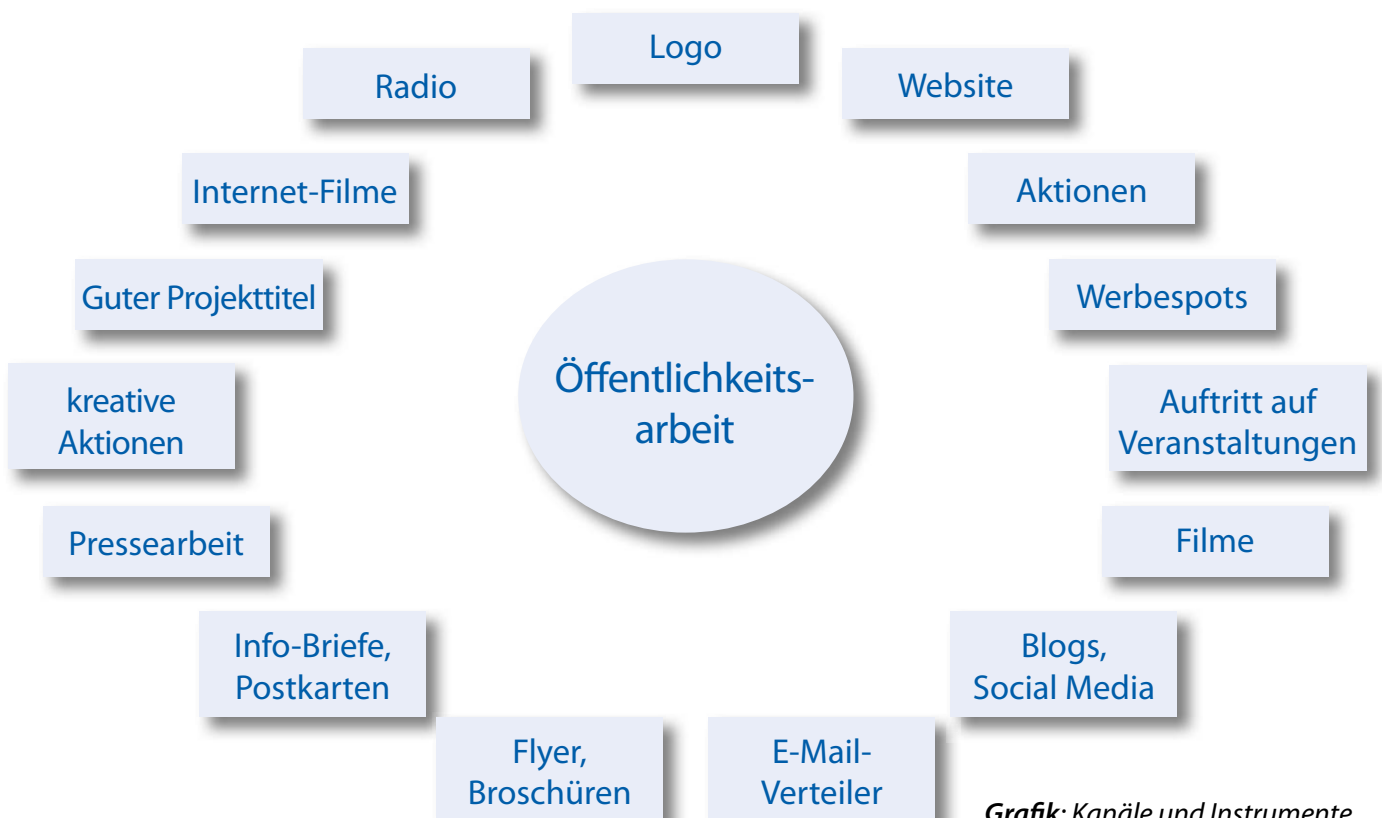 Logo
Radio
Website
Internet-Filme
Aktionen
Guter Projekttitel
Werbespots
Öffentlichkeits-
arbeit
kreative
Aktionen
Auftritt auf
Veranstaltungen
Pressearbeit
Filme
Info-Briefe,
Postkarten
Blogs,
Social Media
Flyer,
Broschüren
E-Mail-
Verteiler
Grafik: Kanäle und Instrumente